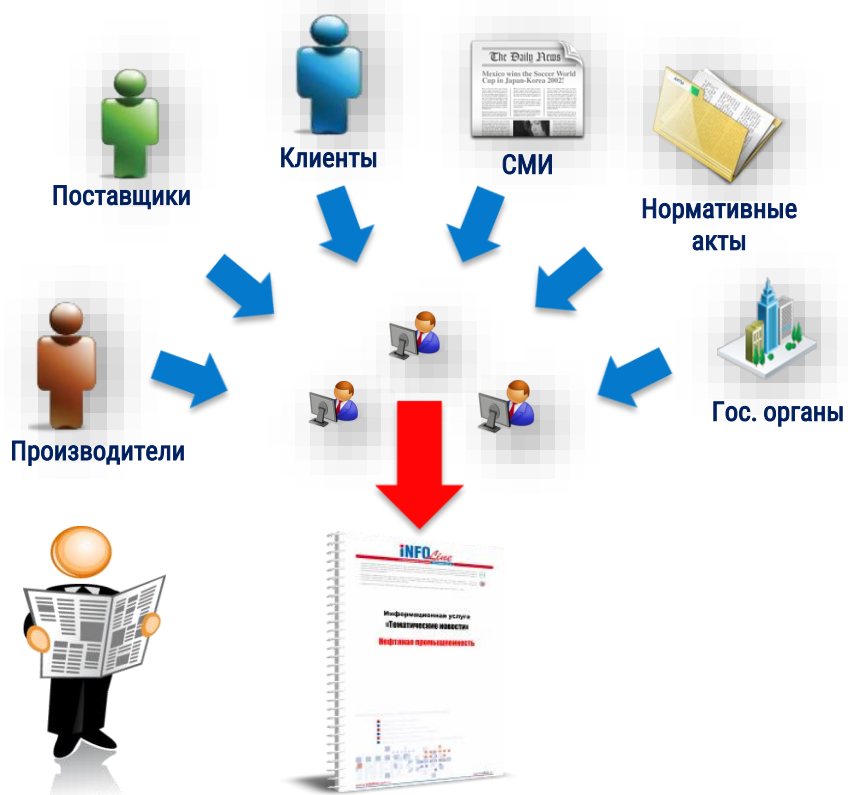 Клиенты
The Daily News
Mexico wins the Soccer World
Cup in Japan-Korea 2002!
СМИ
Поставщики
Нормативные
акты
Гос. органы
Производители
iNFOLine
Информационная услуга
«Тематические новости»
Нефтяная промышленность